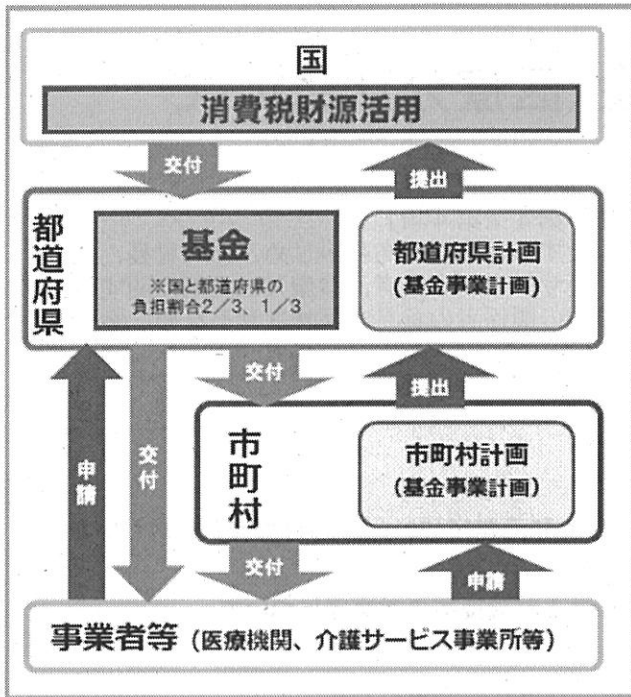 国
消費税財源活用
交付
提出
都道府県
基金
※国と都道府県の
負担割合2/3、1/3
都道府県計画
(基金事業計画)
申請
交付
交付
提出
市町村
市町村計画
(基金事業計画)
交付
申請
事業者等(医療機関、介護サービス事業所等)